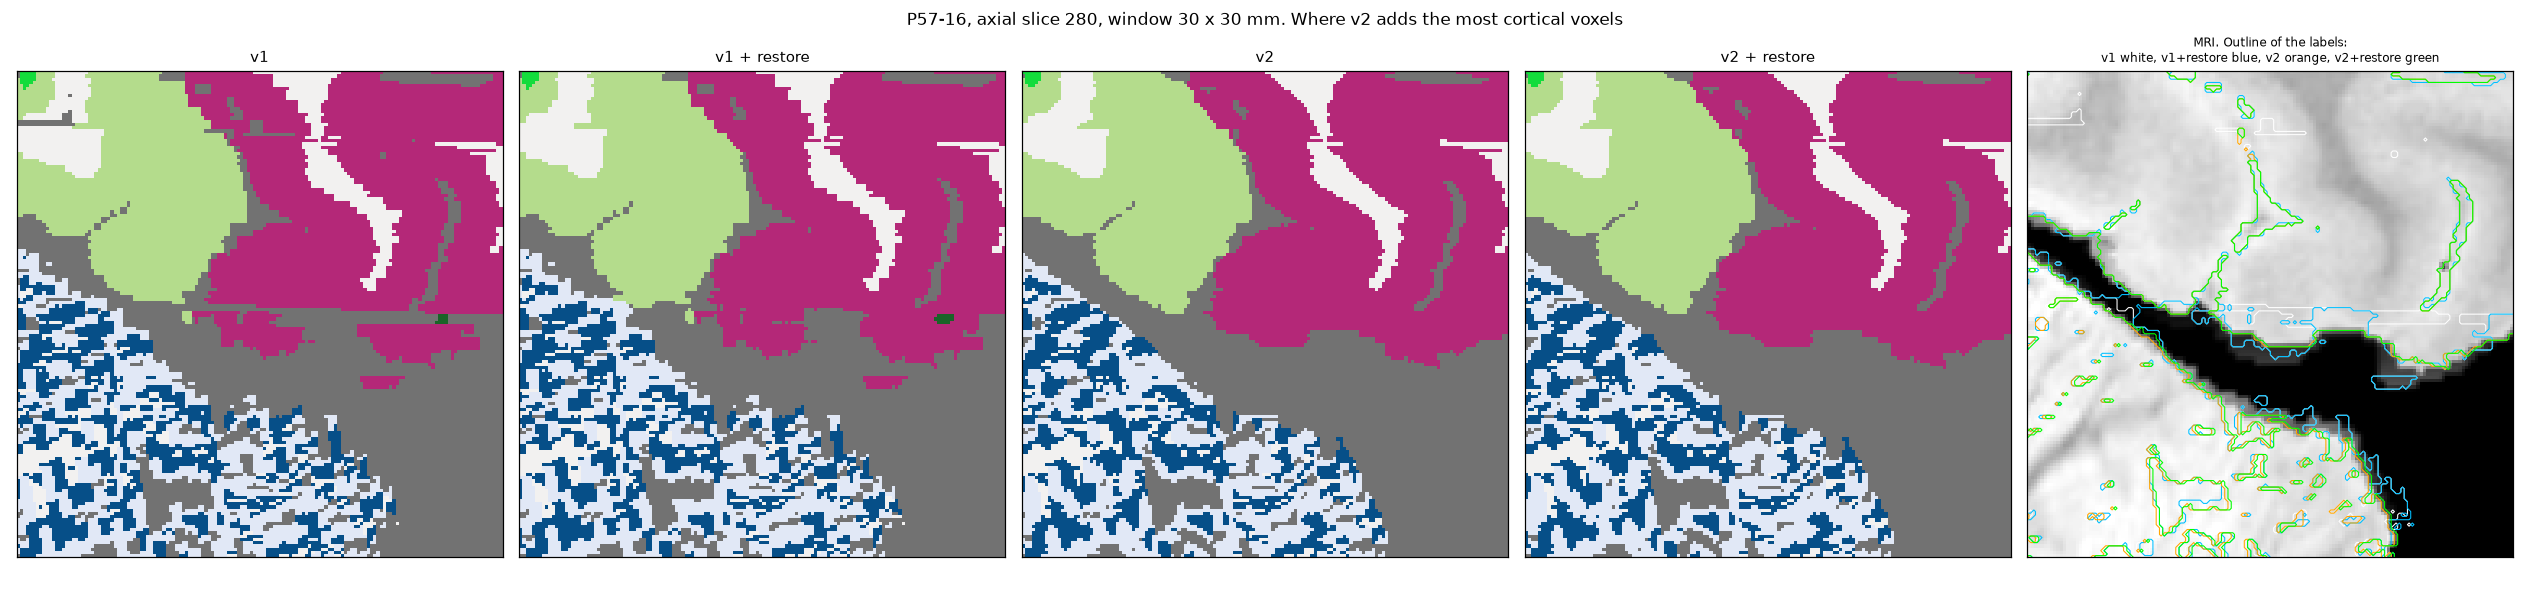 P57-16, axial slice 280, window 30 x 30 mm. Where v2 adds the most cortical voxels
v1
v1 + restore
v2
v2 + restore
MRI. Outline of the labels:
v1 white, v1+restore blue, v2 orange, v2+restore green